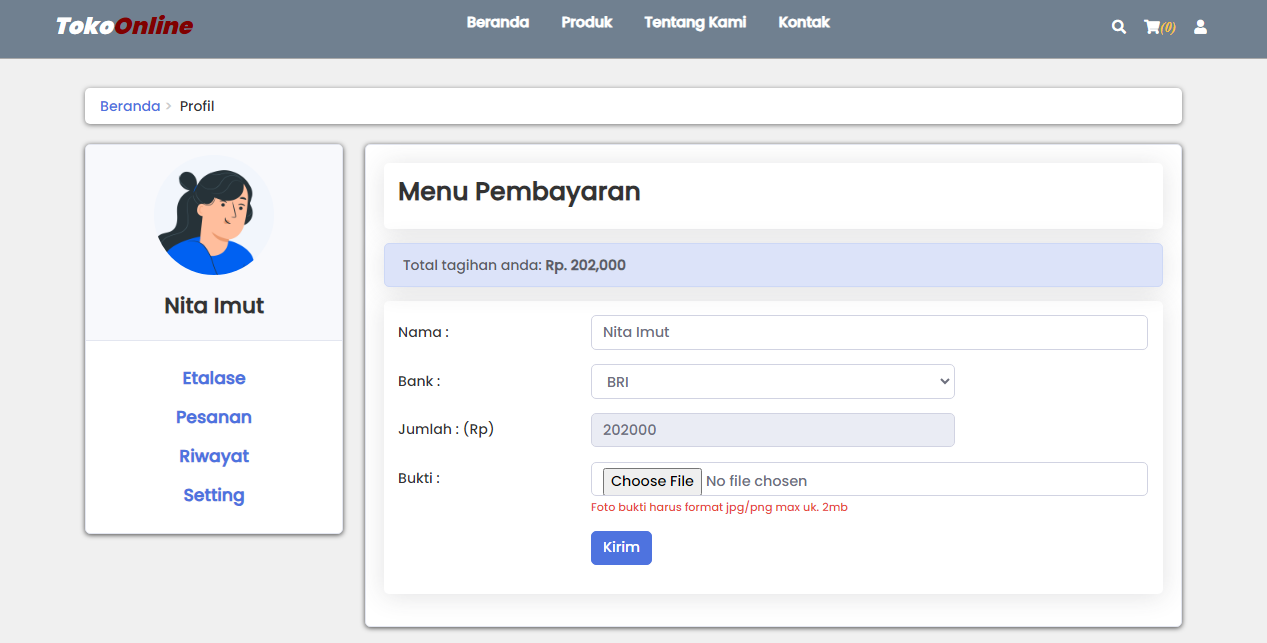 TokoOnline Beranda Produk Tentang Kami Kontak (0)
Beranda > Profil
Nita Imut
Etalase
Pesanan
Riwayat
Setting
Menu Pembayaran
Total tagihan anda: Rp. 202,000
Nama : Nita Imut
Bank : BRI
Jumlah : (Rp) 202000
Bukti : Choose File No file chosen
Foto bukti harus format jpg/png max uk. 2mb
Kirim